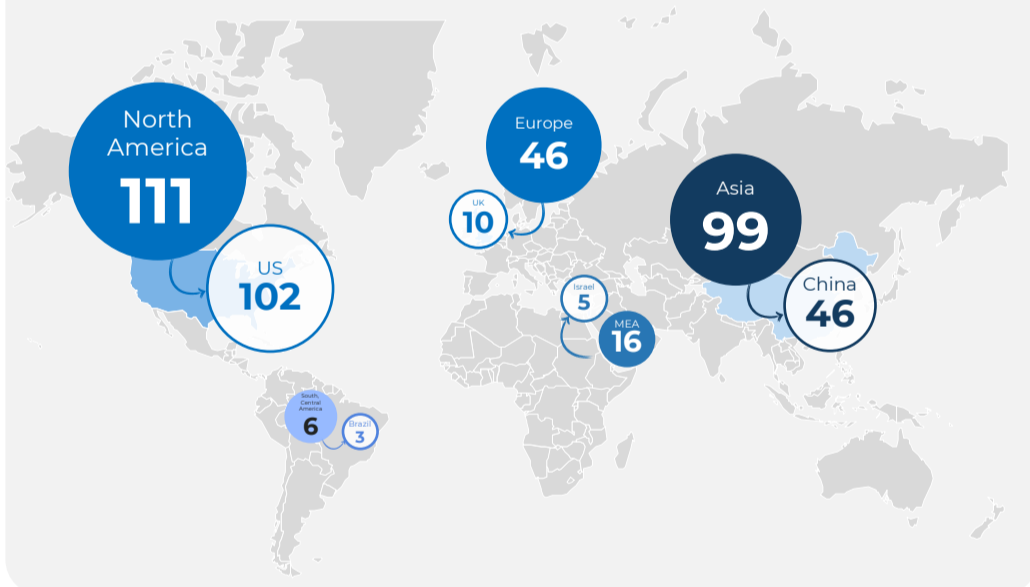 North
America
111
US
102
Europe
46
UK
10
Asia
99
China
46
Israel
5
MEA
16
South,
Central
America
6
Brazil
3